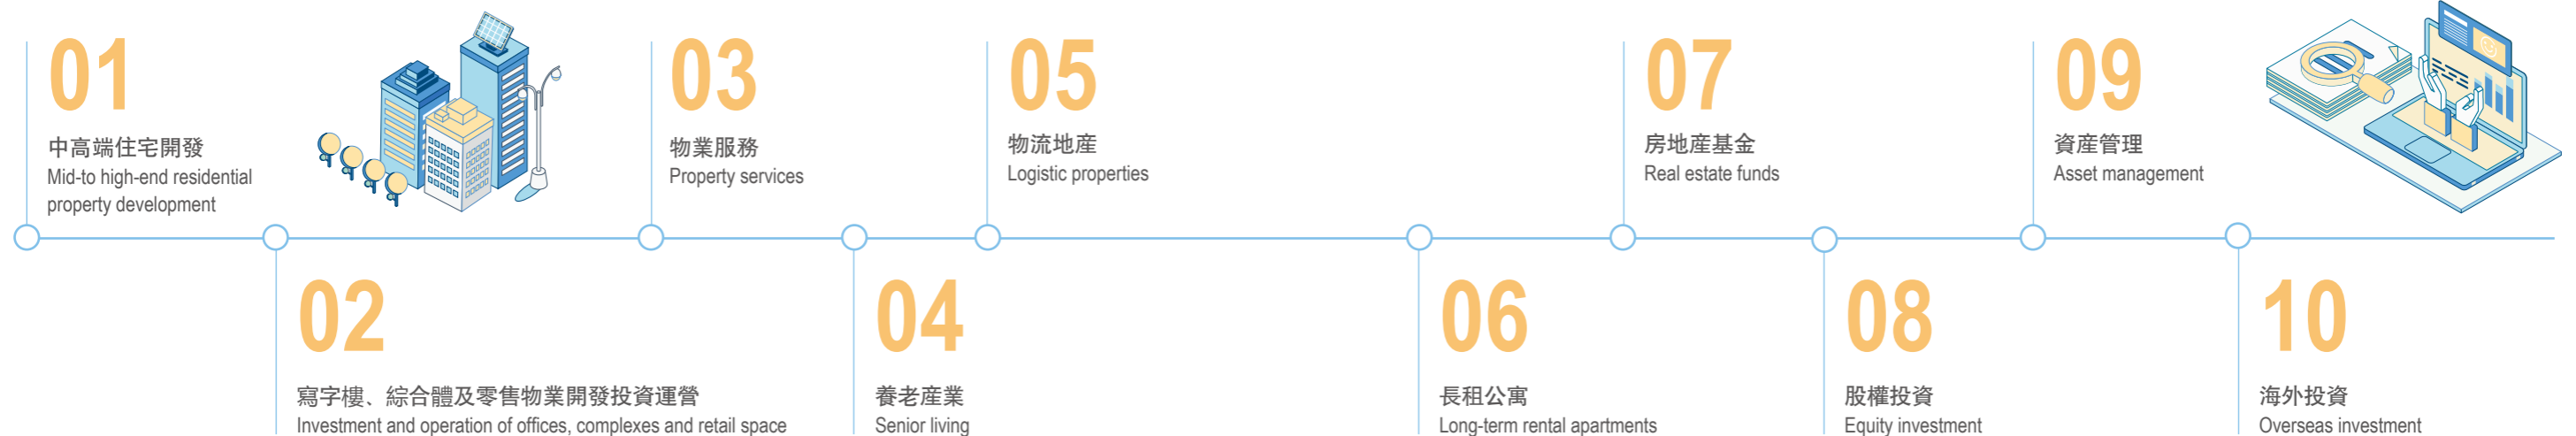 01
中高端住宅開發
Mid-to high-end residential
property development
02
寫字樓、綜合體及零售物業開發投資運營
Investment and operation of offices, complexes and retail space
03
物業服務
Property services
04
養老産業
Senior living
05
物流地産
Logistic properties
06
長租公寓
Long-term rental apartments
07
房地産基金
Real estate funds
08
股權投資
Equity investment
09
資産管理
Asset management
10
海外投資
Overseas investment